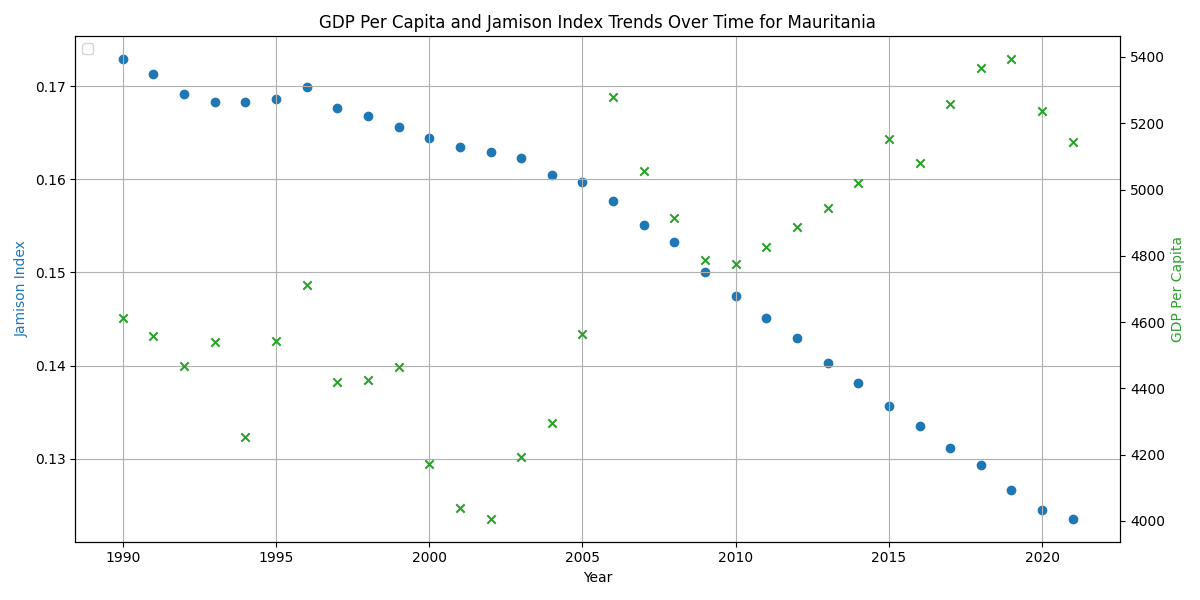 GDP Per Capita and Jamison Index Trends Over Time for Mauritania
Jamison Index
0.17
0.16
0.15
0.14
0.13
5400
5200
5000
4800
4600
4400
4200
4000
GDP Per Capita
1990 1995 2000 2005 2010 2015 2020
Year